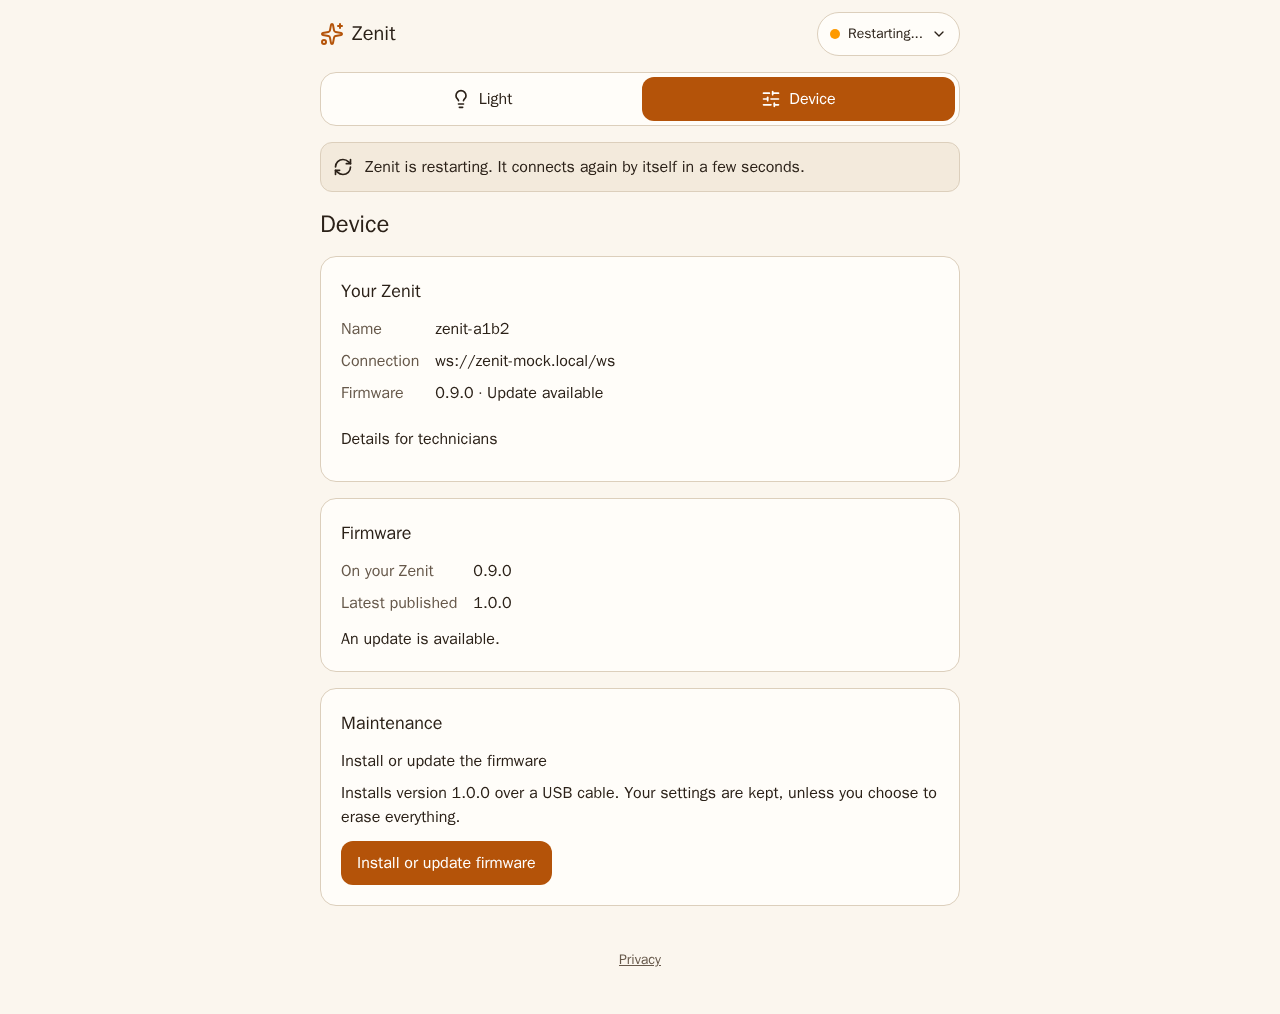 Zenit
Restarting...
Light
Device
Zenit is restarting. It connects again by itself in a few seconds.
Device
Your Zenit
Name zenit-a1b2
Connection ws://zenit-mock.local/ws
Firmware 0.9.0 · Update available
Details for technicians
Firmware
On your Zenit 0.9.0
Latest published 1.0.0
An update is available.
Maintenance
Install or update the firmware
Installs version 1.0.0 over a USB cable. Your settings are kept, unless you choose to
erase everything.
Install or update firmware
Privacy